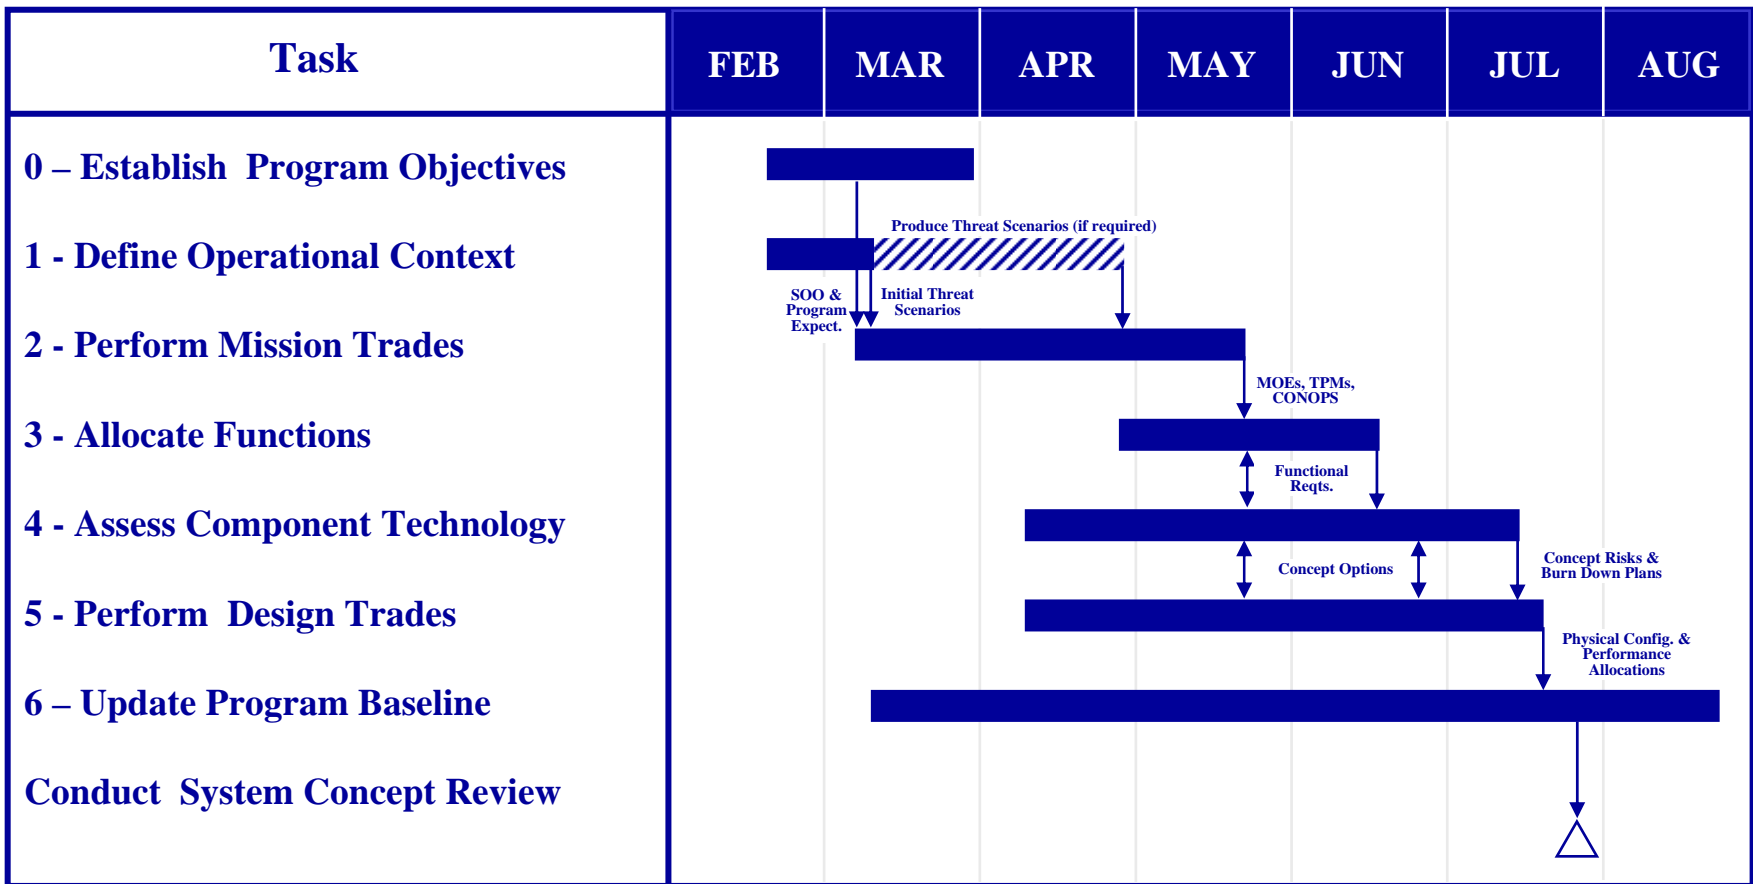 Task
FEB
MAR
APR
MAY
JUN
JUL
AUG
0 – Establish  Program Objectives
Produce Threat Scenarios (if required)
1 - Define Operational Context
SOO &
Program
Expect.
Initial Threat
Scenarios
2 - Perform Mission Trades
MOEs, TPMs,
CONOPS
3 - Allocate Functions
Functional
Reqts.
4 - Assess Component Technology
Concept Options
Concept Risks &
Burn Down Plans
5 - Perform  Design Trades
Physical Config. &
Performance
Allocations
6 – Update Program Baseline
Conduct  System Concept Review